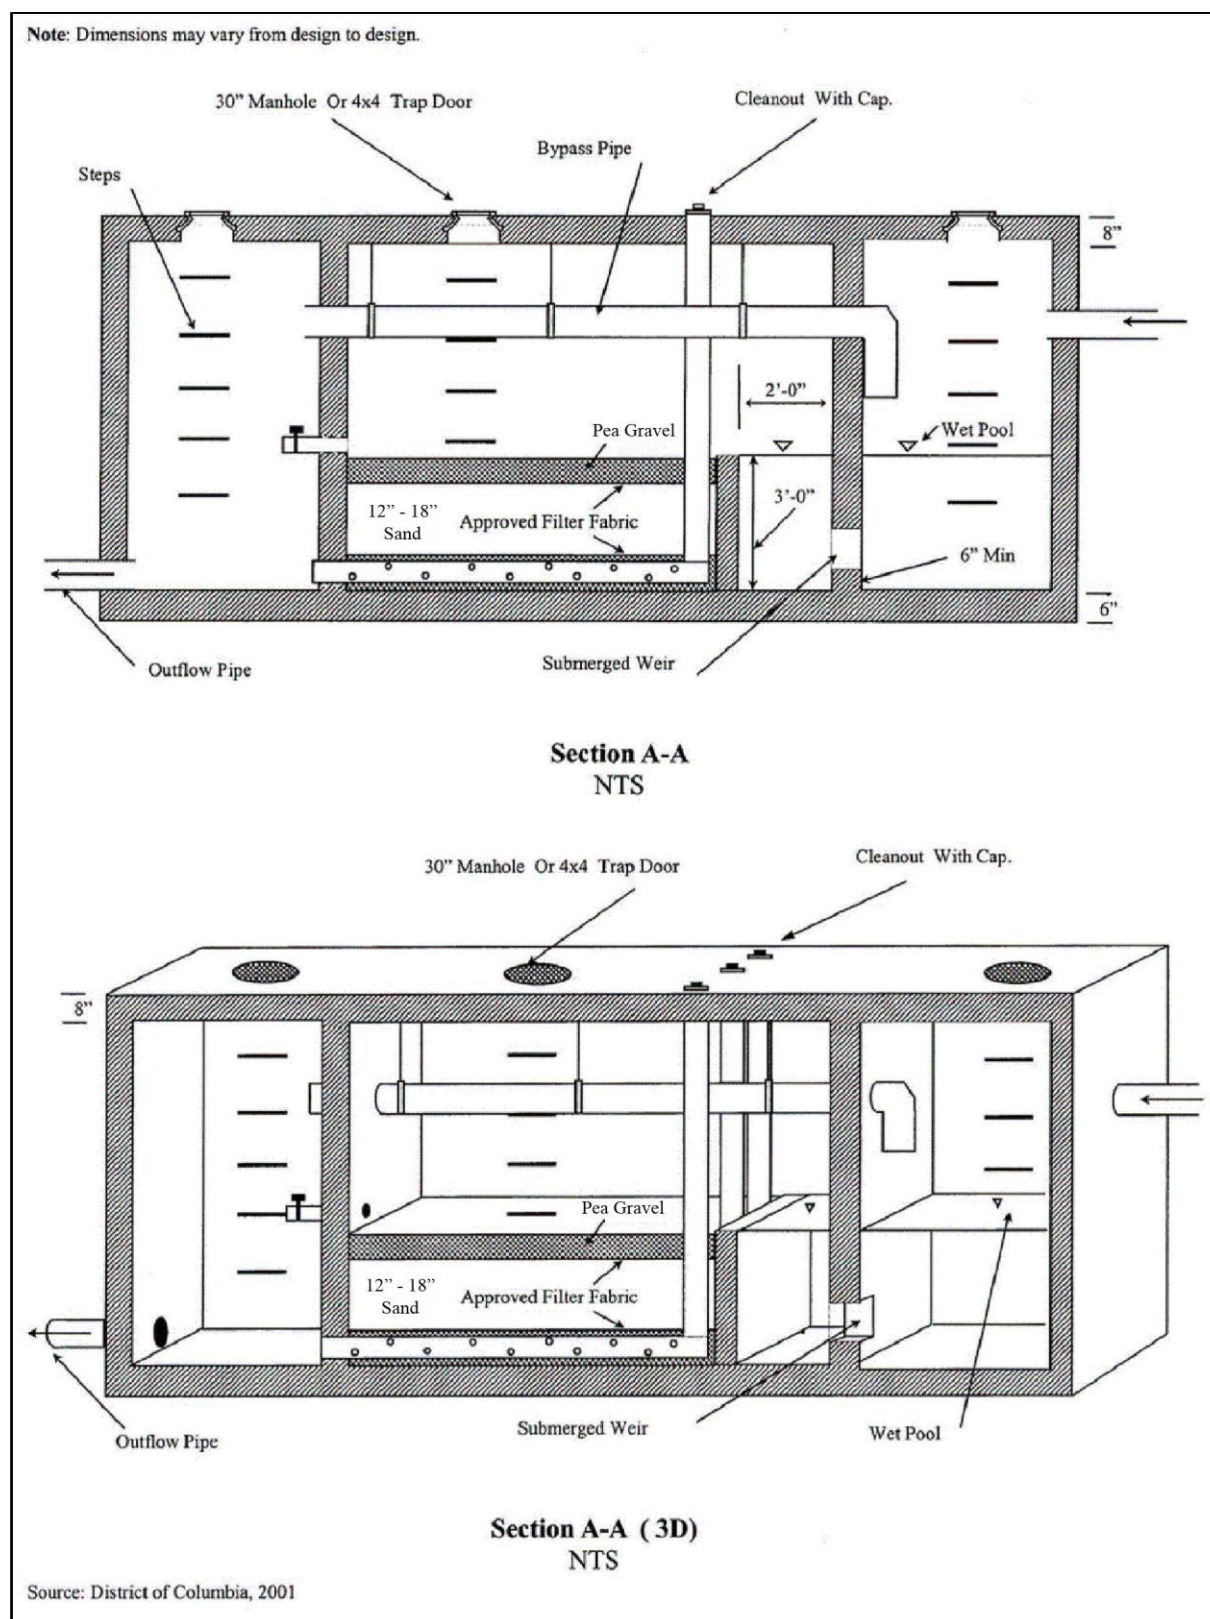 Note: Dimensions may vary from design to design.
30” Manhole Or 4x4 Trap Door
Cleanout With Cap.
Bypass Pipe
Steps
8”
2’-0”
Wet Pool
Pea Gravel
3’-0”
12” - 18”
Sand
Approved Filter Fabric
6” Min
6”
Submerged Weir
Outflow Pipe
Section A-A
NTS
Cleanout With Cap.
30” Manhole Or 4x4 Trap Door
8”
Pea Gravel
12” - 18”
Sand
Approved Filter Fabric
Submerged Weir
Wet Pool
Outflow Pipe
Section A-A ( 3D)
NTS
Source: District of Columbia, 2001